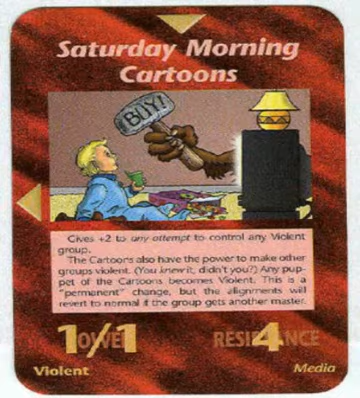 Saturday Morning
Cartoons
BUY!
Gives +2 to any attempt to control any Violent
group.
The Cartoons also have the power to make other
groups violent. (You knew it, didn't you?) Any pup-
pet of the Cartoons becomes Violent. This is a
"permanent" change, but the alignments will
revert to normal if the group gets another master.
POWER 1/1
RESISTANCE 4
Violent
Media